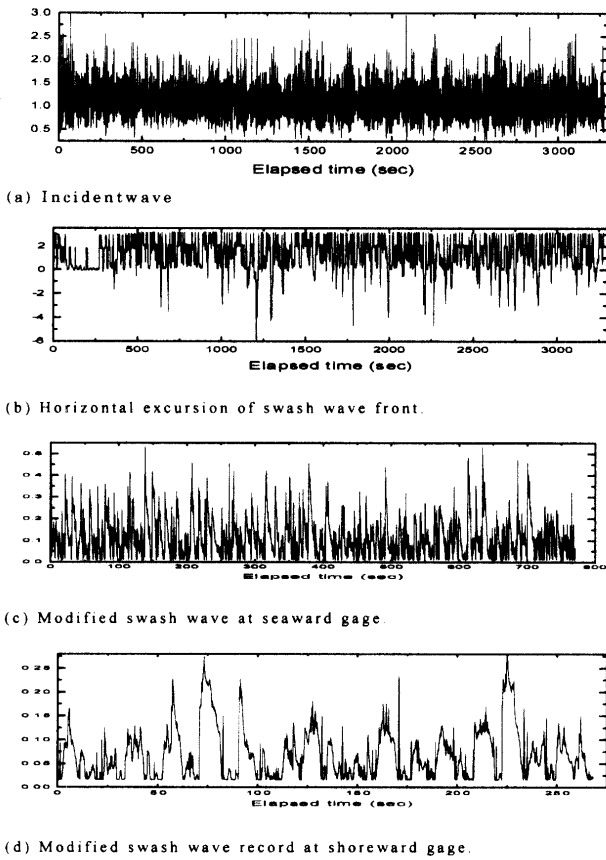 3.0
2.5
2.0
1.5
1.0
0.5
0 500 1000 1500 2000 2500 3000
Elapsed time (sec)
(a) Incidentwave
2
0
-2
-4
-6
0 500 1000 1500 2000 2500 3000
Elapsed time (sec)
(b) Horizontal excursion of swash wave front.
0.5
0.4
0.3
0.2
0.1
0.0
0 100 200 300 400 500 600 700 800
Elapsed time (sec)
(c) Modified swash wave at seaward gage.
0.25
0.20
0.15
0.10
0.05
0.00
0 50 100 150 200 250
Elapsed time (sec)
(d) Modified swash wave record at shoreward gage.